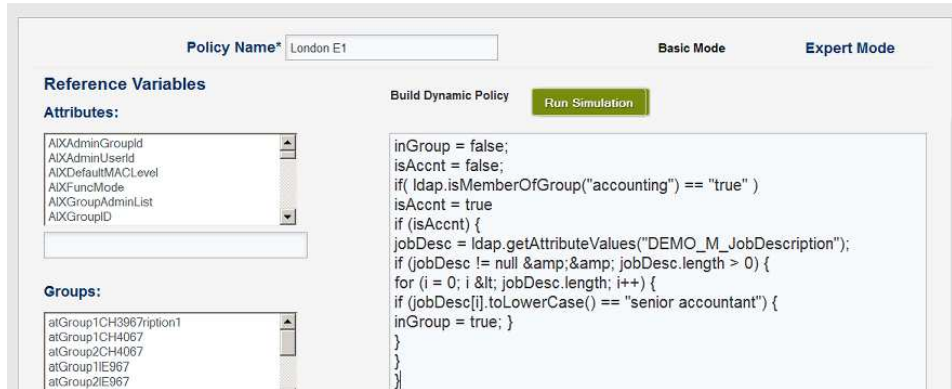 Policy Name* London E1 Basic Mode Expert Mode
Reference Variables
Attributes:
AIXAdminGroupId
AIXAdminUserId
AIXDefaultMACLevel
AIXFuncMode
AIXGroupAdminList
AIXGroupID
Groups:
atGroup1CH3967ription1
atGroup1CH4067
atGroup2CH4067
atGroup1IE967
atGroup2IE967
Build Dynamic Policy Run Simulation
inGroup = false;
isAccnt = false;
if( ldap.isMemberOfGroup("accounting") == "true" )
isAccnt = true
if (isAccnt) {
jobDesc = ldap.getAttributeValues("DEMO_M_JobDescription");
if (jobDesc != null &amp;&amp; jobDesc.length > 0) {
for (i = 0; i &lt; jobDesc.length; i++) {
if (jobDesc[i].toLowerCase() == "senior accountant") {
inGroup = true; }
}
}
}